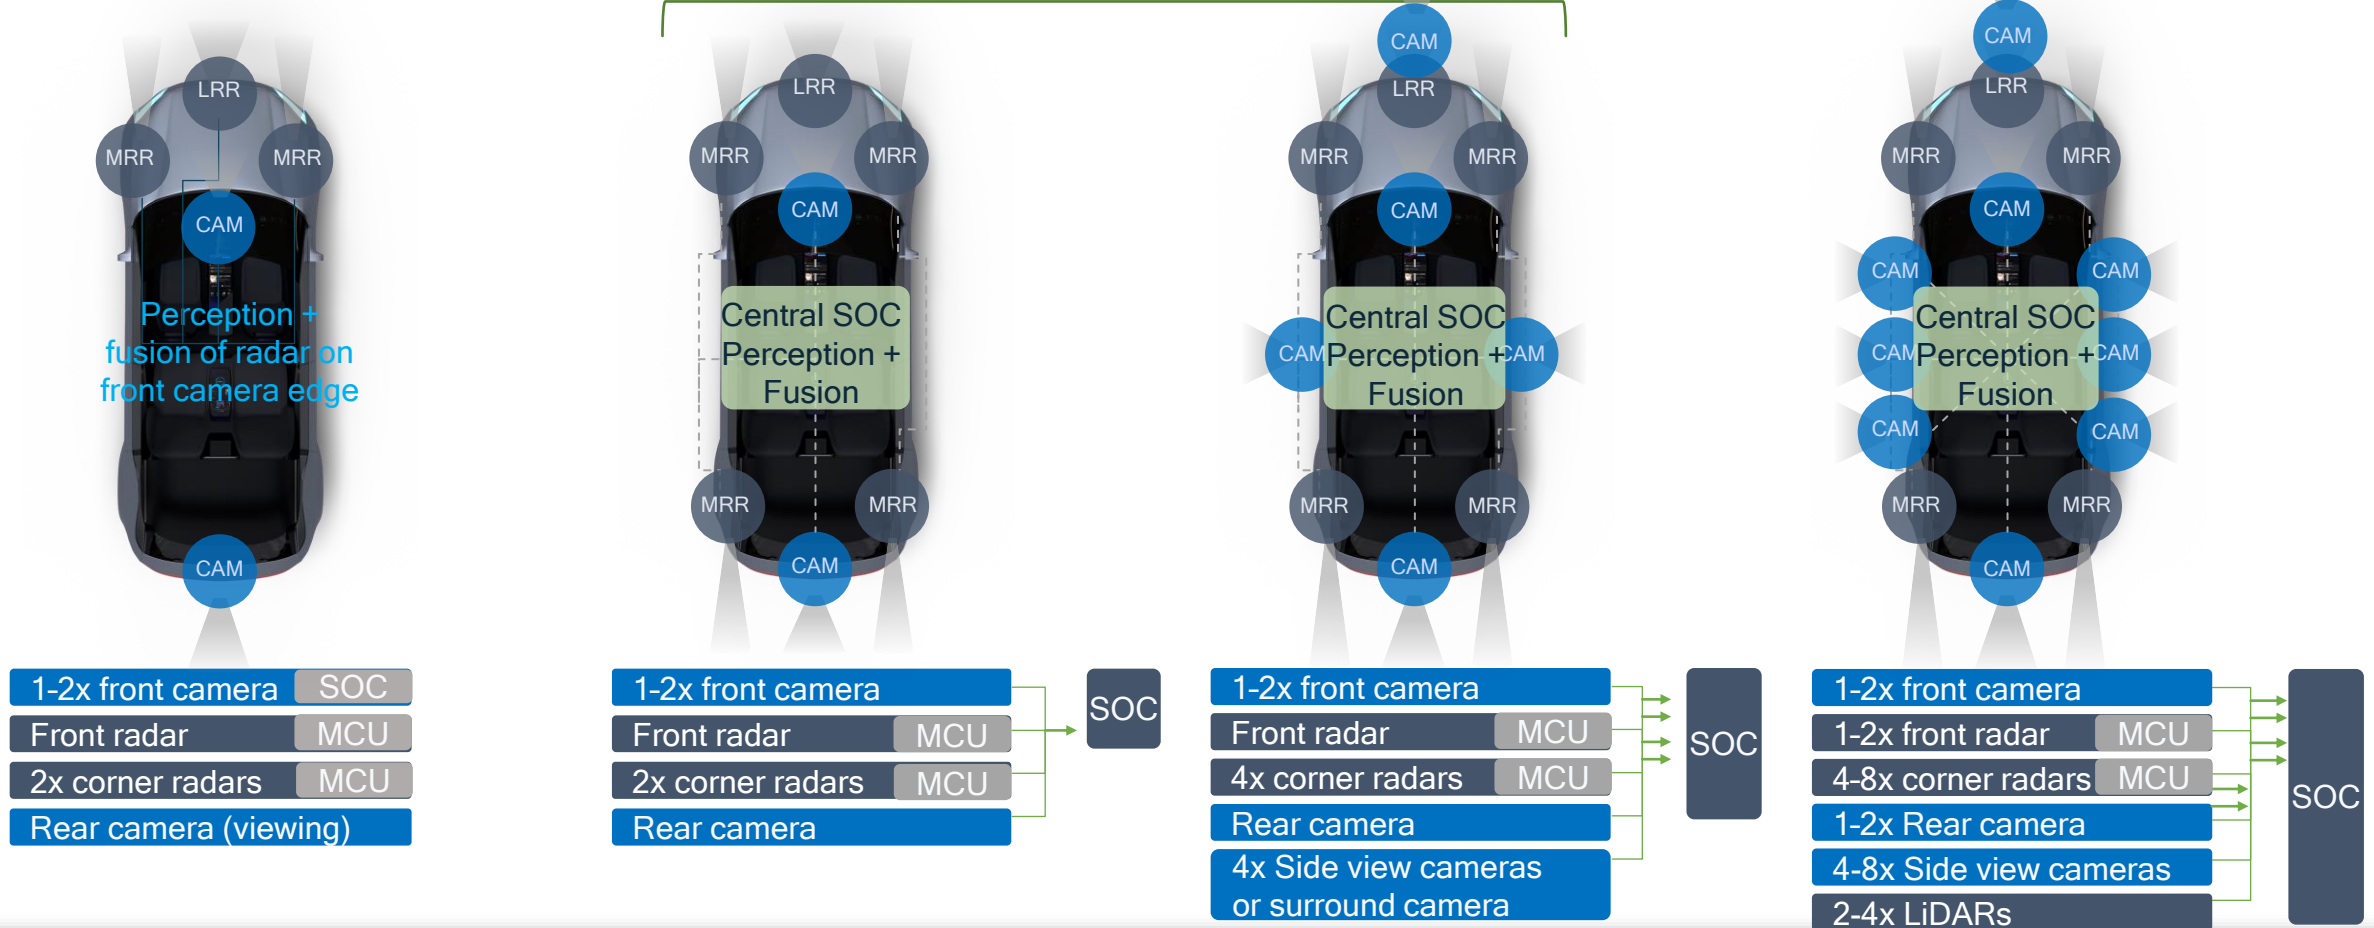 LRR
MRR
MRR
CAM
Perception +
fusion of radar on
front camera edge
CAM
1-2x front camera
SOC
Front radar
MCU
2x corner radars
MCU
Rear camera (viewing)
LRR
MRR
MRR
CAM
Central SOC
Perception +
Fusion
MRR
MRR
CAM
1-2x front camera
Front radar
MCU
2x corner radars
MCU
Rear camera
SOC
CAM
LRR
MRR
MRR
CAM
CAM
Central SOC
Perception +
Fusion
CAM
MRR
MRR
CAM
1-2x front camera
Front radar
MCU
4x corner radars
MCU
Rear camera
4x Side view cameras
or surround camera
SOC
CAM
LRR
MRR
MRR
CAM
CAM
CAM
CAM
Central SOC
Perception +
Fusion
CAM
CAM
CAM
MRR
MRR
CAM
1-2x front camera
1-2x front radar
MCU
4-8x corner radars
MCU
1-2x Rear camera
4-8x Side view cameras
2-4x LiDARs
SOC